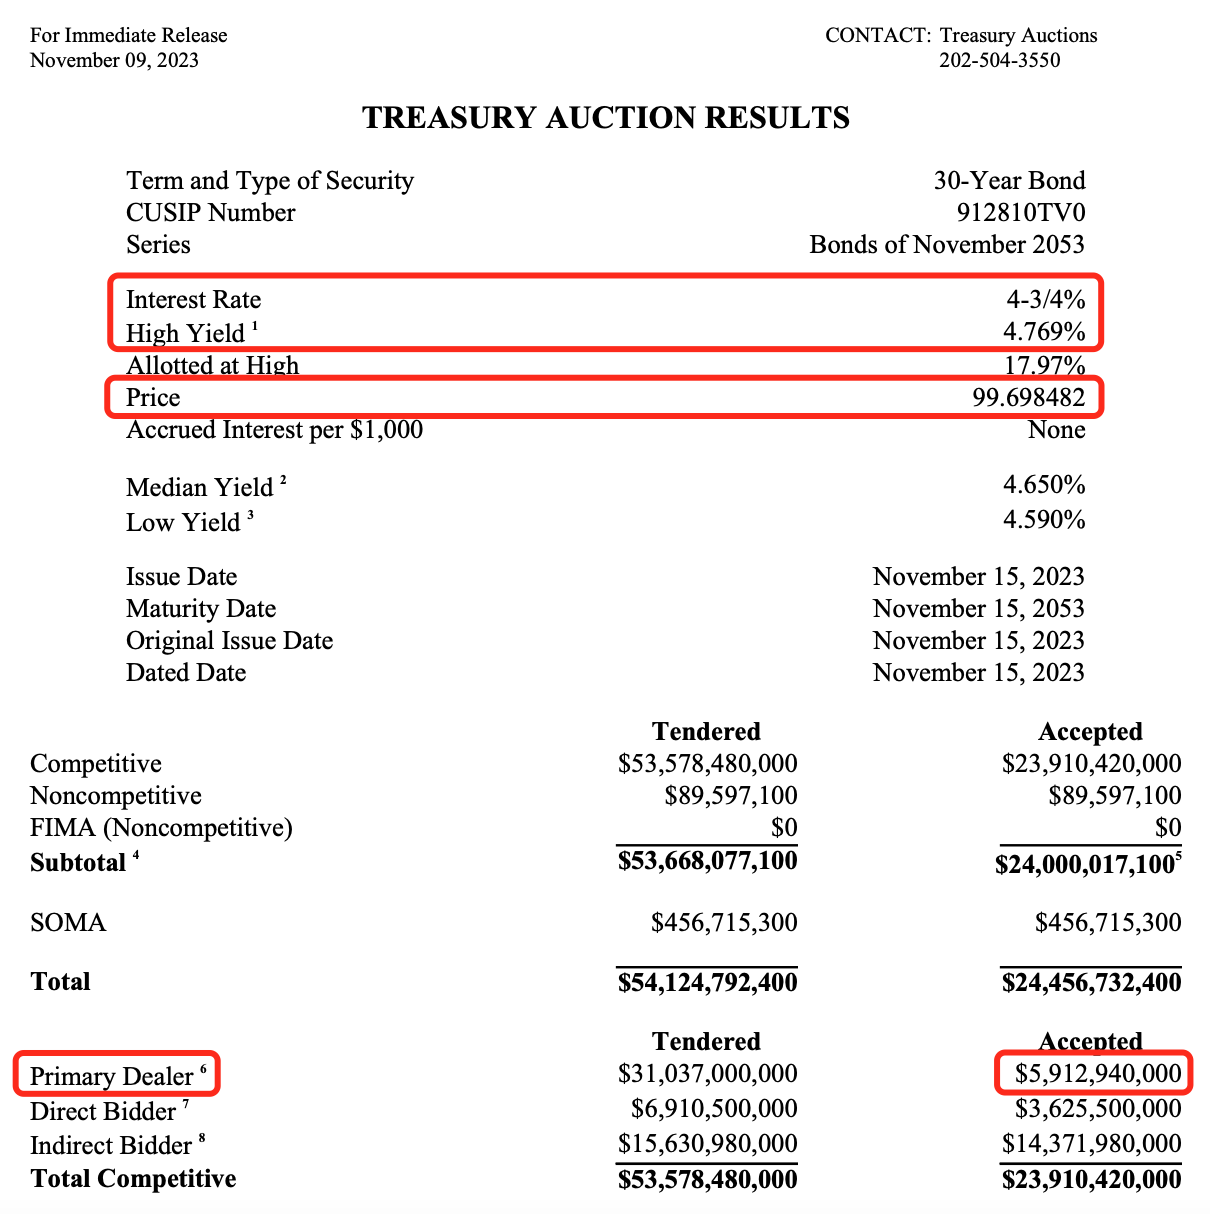 For Immediate Release CONTACT: Treasury Auctions
November 09, 2023 202-504-3550
TREASURY AUCTION RESULTS
Term and Type of Security 30-Year Bond
CUSIP Number 912810TV0
Series Bonds of November 2053
Interest Rate 4-3/4%
High Yield 1 4.769%
Allotted at High 17.97%
Price 99.698482
Accrued Interest per $1,000 None
Median Yield 2 4.650%
Low Yield 3 4.590%
Issue Date November 15, 2023
Maturity Date November 15, 2053
Original Issue Date November 15, 2023
Dated Date November 15, 2023
Tendered Accepted
Competitive $53,578,480,000 $23,910,420,000
Noncompetitive $89,597,100 $89,597,100
FIMA (Noncompetitive) $0 $0
Subtotal 4 $53,668,077,100 $24,000,017,100 5
SOMA $456,715,300 $456,715,300
Total $54,124,792,400 $24,456,732,400
Tendered Accepted
Primary Dealer 6 $31,037,000,000 $5,912,940,000
Direct Bidder 7 $6,910,500,000 $3,625,500,000
Indirect Bidder 8 $15,630,980,000 $14,371,980,000
Total Competitive $53,578,480,000 $23,910,420,000